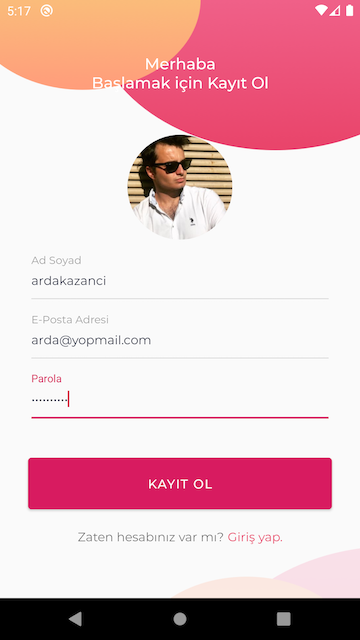 5:17
Merhaba
Başlamak için Kayıt Ol
Ad Soyad
ardakazanci
E-Posta Adresi
arda@yopmail.com
Parola
••••••••••
KAYIT OL
Zaten hesabınız var mı? Giriş yap.